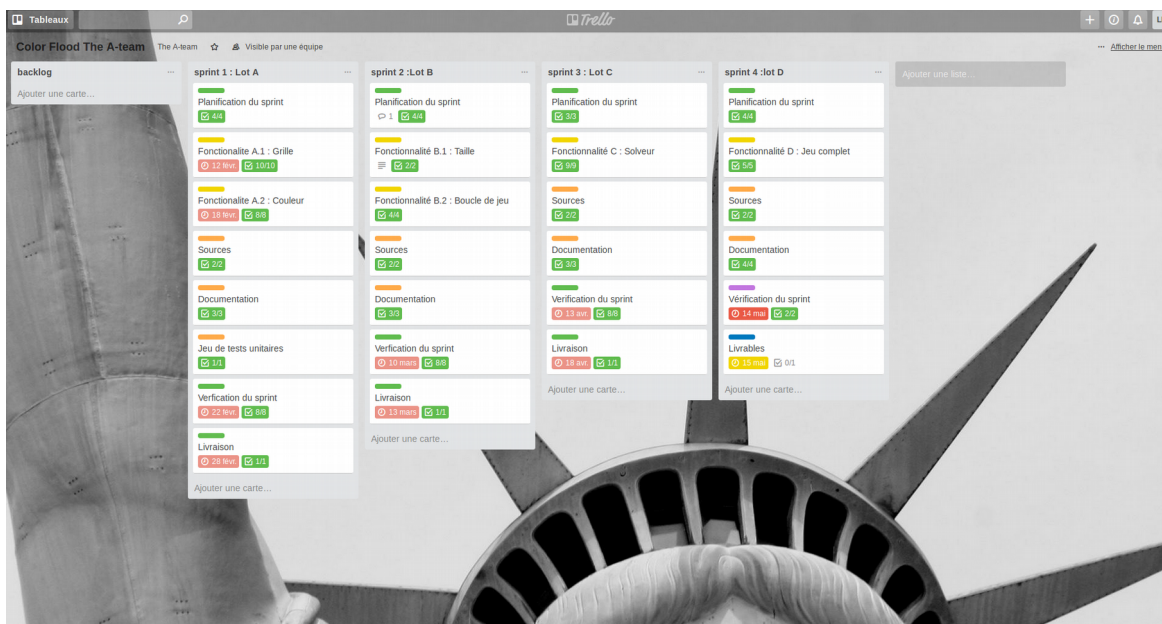 Tableaux
Trello
Color Flood The A-team The A-team Visible par une équipe
... Afficher le men
backlog ...
Ajouter une carte…
sprint 1 : Lot A ...
Planification du sprint
4/4
Fonctionalite A.1 : Grille
12 févr. 10/10
Fonctionalite A.2 : Couleur
18 févr. 8/8
Sources
2/2
Documentation
3/3
Jeu de tests unitaires
1/1
Verfication du sprint
22 févr. 8/8
Livraison
28 févr. 1/1
Ajouter une carte…
sprint 2 :Lot B ...
Planification du sprint
1 4/4
Fonctionnalité B.1 : Taille
2/2
Fonctionnalité B.2 : Boucle de jeu
4/4
Sources
2/2
Documentation
3/3
Verfication du sprint
10 mars 8/8
Livraison
13 mars 1/1
Ajouter une carte…
sprint 3 : Lot C ...
Planification du sprint
3/3
Fonctionnalité C : Solveur
9/9
Sources
2/2
Documentation
3/3
Verification du sprint
13 avr. 8/8
Livraison
18 avr. 1/1
Ajouter une carte…
sprint 4 :lot D ...
Planification du sprint
4/4
Fonctionnalité D : Jeu complet
5/5
Sources
2/2
Documentation
4/4
Vérification du sprint
14 mai 2/2
Livrables
15 mai 0/1
Ajouter une carte…
Ajouter une liste…